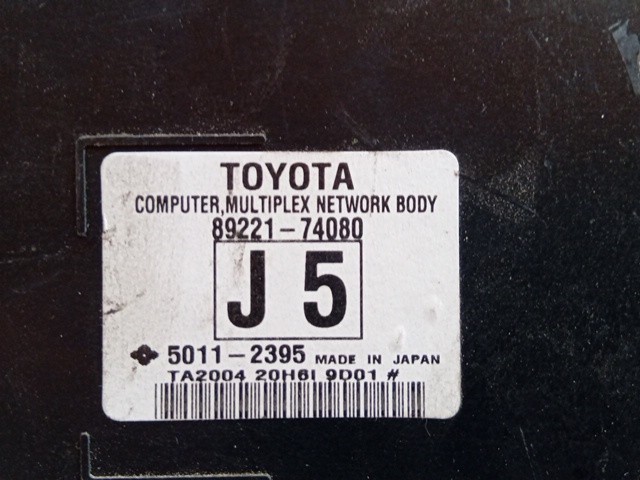 TOYOTA
COMPUTER,MULTIPLEX NETWORK BODY
89221-74080
J 5
5011-2395 MADE IN JAPAN
TA2004 20H6I 9D01 #